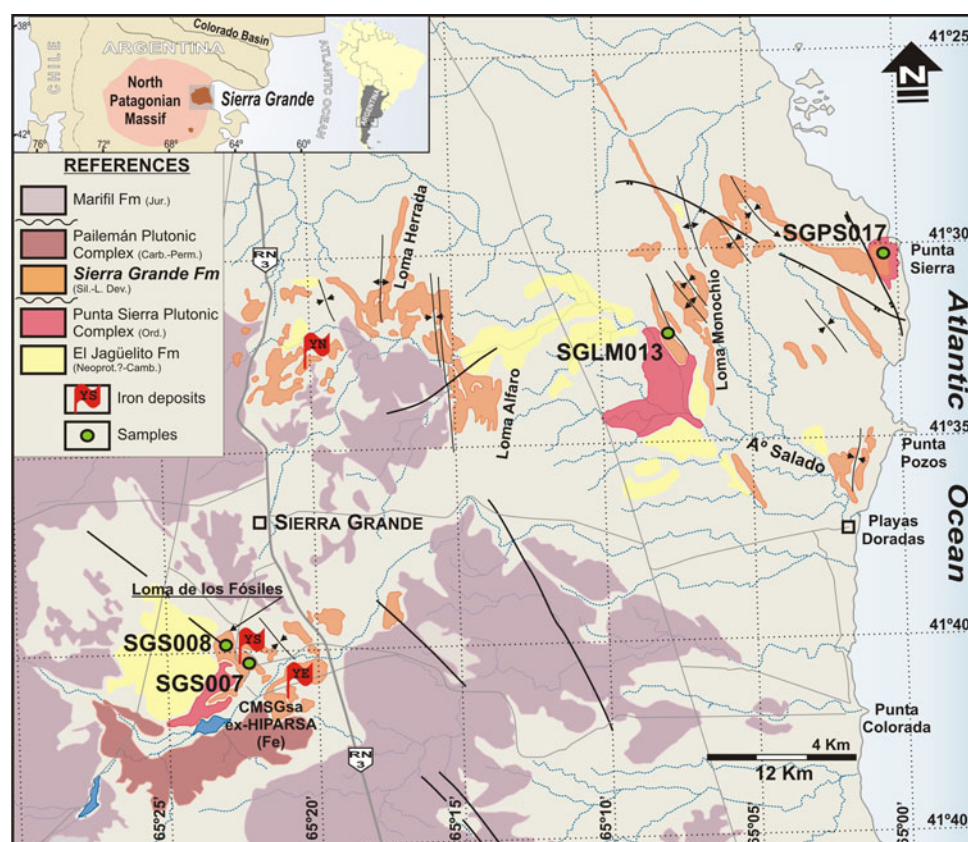 38°
42
76°
72°
68°
64°
60°
CHILE
ARGENTINA
Colorado Basin
ATLANTIC OCEAN
North
Patagonian
Massif
Sierra Grande
ATLANTIC OCEAN
ARGENTINA
REFERENCES
Marifil Fm (Jur.)
Pailemán Plutonic
Complex (Carb.-Perm.)
Sierra Grande Fm
(Sil.-L. Dev.)
Punta Sierra Plutonic
Complex (Ord.)
El Jagüelito Fm
(Neoprot.?-Camb.)
YS
Iron deposits
Samples
N
41°25
41°30
41°35
41°40
41°40
RN
3
Loma Herrada
YN
Loma Alfaro
SGLM013
Loma Monochio
SGPS017
Punta
Sierra
Atlantic Ocean
Aº Salado
Punta
Pozos
SIERRA GRANDE
Playas
Doradas
Loma de los Fósiles
SGS008
YS
SGS007
YE
CMSGsa
ex-HIPARSA
(Fe)
RN
3
Punta
Colorada
4 Km
12 Km
65°25'
65°20'
65°15'
65°10'
65°05'
65°00'